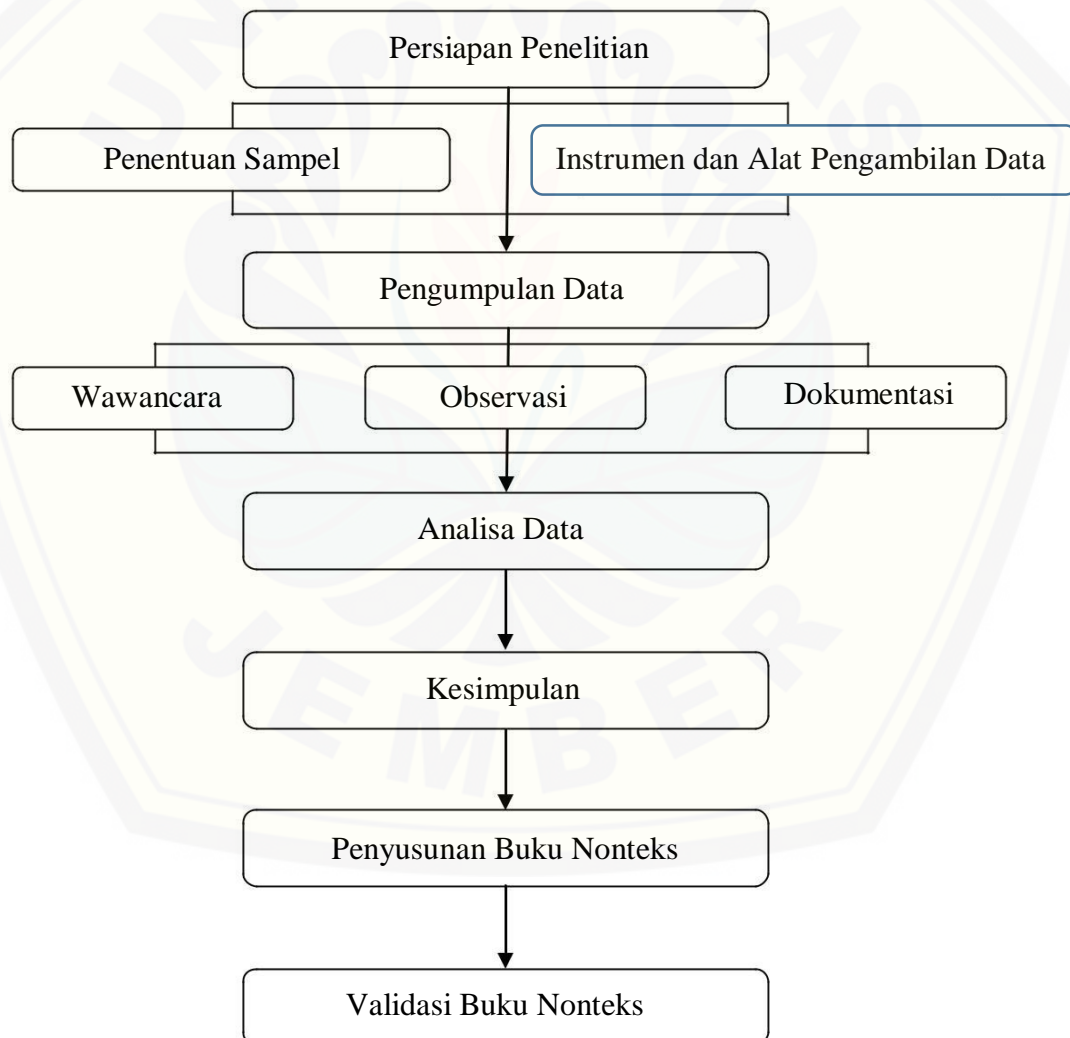 Persiapan Penelitian
Penentuan Sampel
Instrumen dan Alat Pengambilan Data
Pengumpulan Data
Wawancara
Observasi
Dokumentasi
Analisa Data
Kesimpulan
Penyusunan Buku Nonteks
Validasi Buku Nonteks
JEMBER